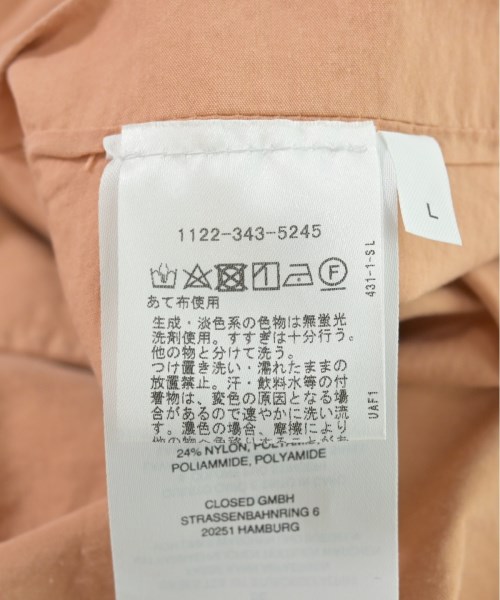 1122-343-5245
あて布使用
生成・淡色系の色物は無蛍光
洗剤使用。すすぎは十分行う。
他の物と分けて洗う。
つけ置き洗い・濡れたままの
放置禁止。汗・飲料水等の付
着物は、変色の原因となる場
合があるので速やかに洗い流
す。濃色の場合、摩擦により
24% NYLON,
POLIAMMIDE, POLYAMIDE
CLOSED GMBH
STRASSENBAHNRING 6
20251 HAMBURG
431-1-SL
UAF1
L
F